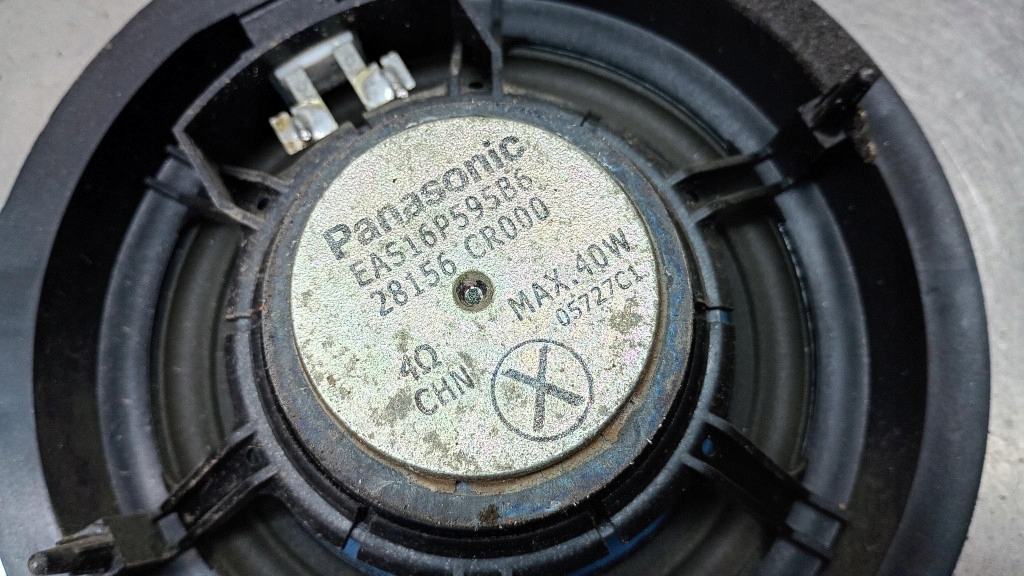 Panasonic
EAS16P595B6
28156 CR000
MAX.40W
05727C1
4Ω
CHN
X